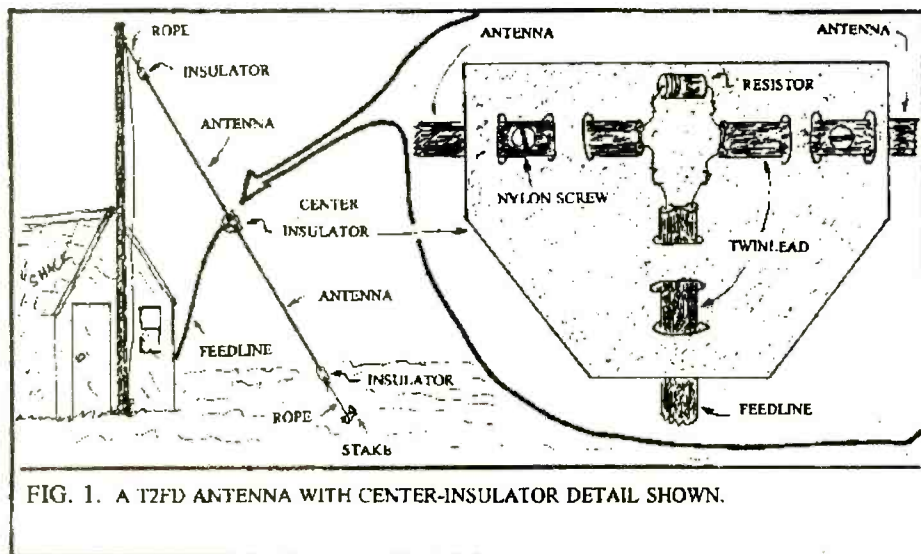 ROPE
INSULATOR
ANTENNA
CENTER
INSULATOR
ANTENNA
SHACK
FEEDLINE
INSULATOR
ROPE
STAKE
ANTENNA
ANTENNA
RESISTOR
NYLON SCREW
TWINLEAD
FEEDLINE
FIG. 1. A T2FD ANTENNA WITH CENTER-INSULATOR DETAIL SHOWN.